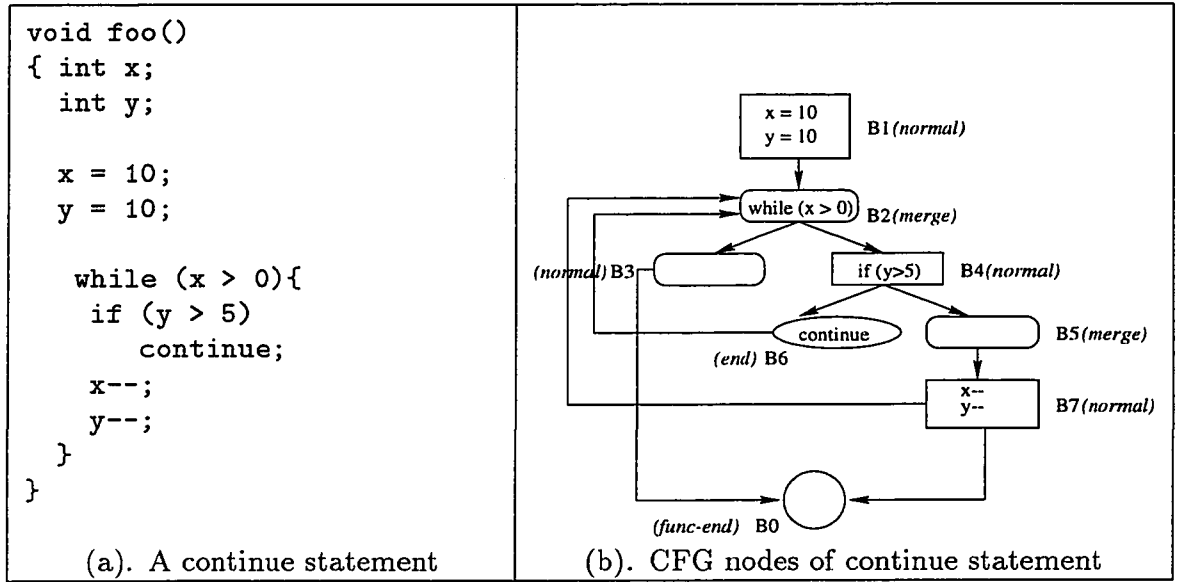 void foo()
{ int x;
int y;
x = 10;
y = 10;
while (x > 0){
if (y > 5)
continue;
x--;
y--;
}
}
(a). A continue statement
x = 10
y = 10
B1(normal)
while (x > 0)
B2(merge)
(normal) B3
if (y>5)
B4(normal)
continue
(end) B6
B5(merge)
x--
y--
B7(normal)
(func-end) B0
(b). CFG nodes of continue statement